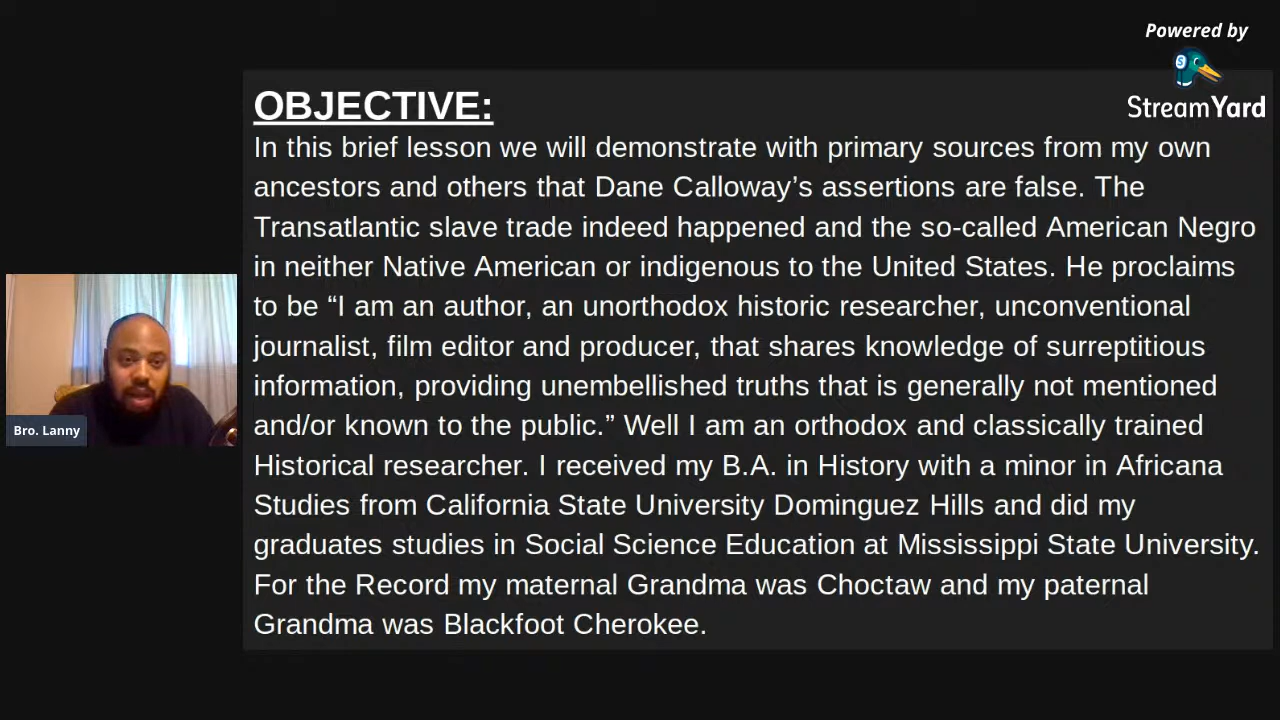 Powered by
StreamYard
OBJECTIVE:
In this brief lesson we will demonstrate with primary sources from my own
ancestors and others that Dane Calloway’s assertions are false. The
Transatlantic slave trade indeed happened and the so-called American Negro
in neither Native American or indigenous to the United States. He proclaims
to be “I am an author, an unorthodox historic researcher, unconventional
journalist, film editor and producer, that shares knowledge of surreptitious
information, providing unembellished truths that is generally not mentioned
and/or known to the public.” Well I am an orthodox and classically trained
Historical researcher. I received my B.A. in History with a minor in Africana
Studies from California State University Dominguez Hills and did my
graduates studies in Social Science Education at Mississippi State University.
For the Record my maternal Grandma was Choctaw and my paternal
Grandma was Blackfoot Cherokee.
Bro. Lanny